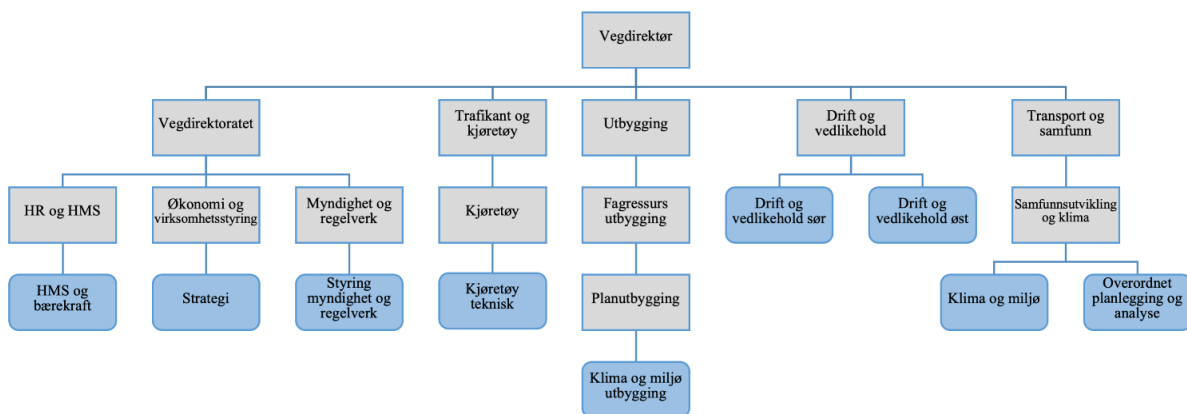 Vegdirektør
Vegdirektoratet
Trafikant og
kjøretøy
Utbygging
Drift og
vedlikehold
Transport og
samfunn
HR og HMS
Økonomi og
virksomhetsstyring
Myndighet og
regelverk
Kjøretøy
Fagressurs
utbygging
Drift og
vedlikehold sør
Drift og
vedlikehold øst
Samfunnsutvikling
og klima
HMS og
bærekraft
Strategi
Styring
myndighet og
regelverk
Kjøretøy
teknisk
Planutbygging
Klima og miljø
Overordnet
planlegging og
analyse
Klima og miljø
utbygging